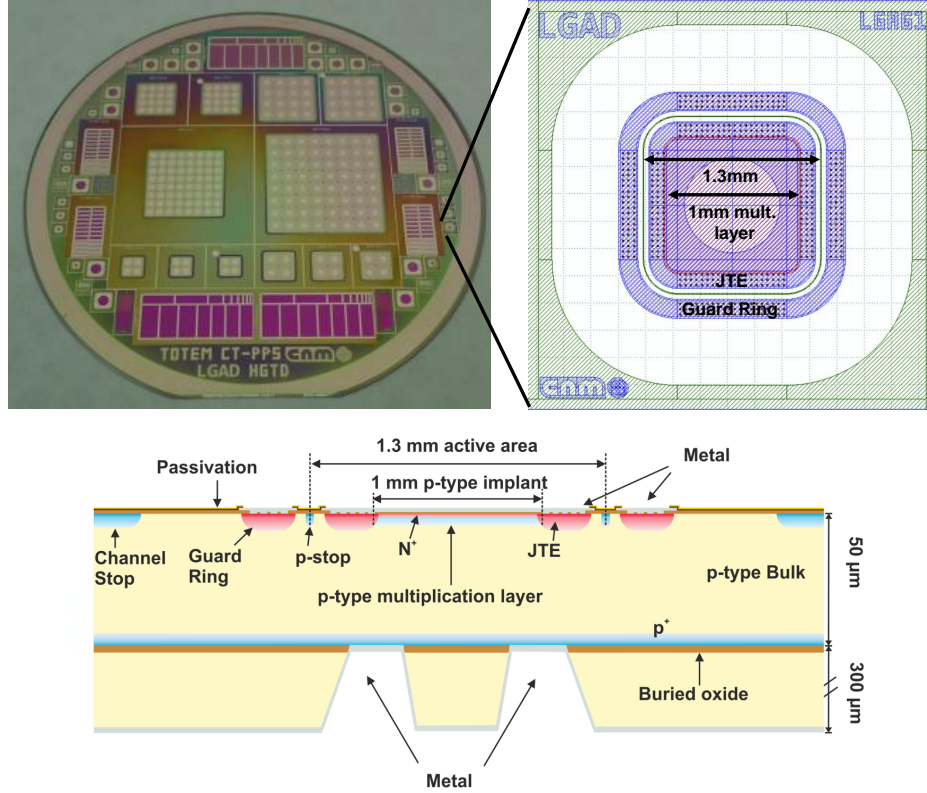 TOTEM CT-PPS cnm
LGAD HGTD
LGAD
LGAG1
1.3mm
1mm mult.
layer
JTE
Guard Ring
cnm
1.3 mm active area
Metal
Passivation
1 mm p-type implant
Channel
Stop
Guard
Ring
p-stop
N+
JTE
p-type Bulk
50 µm
p-type multiplication layer
p+
Buried oxide
300 µm
Metal